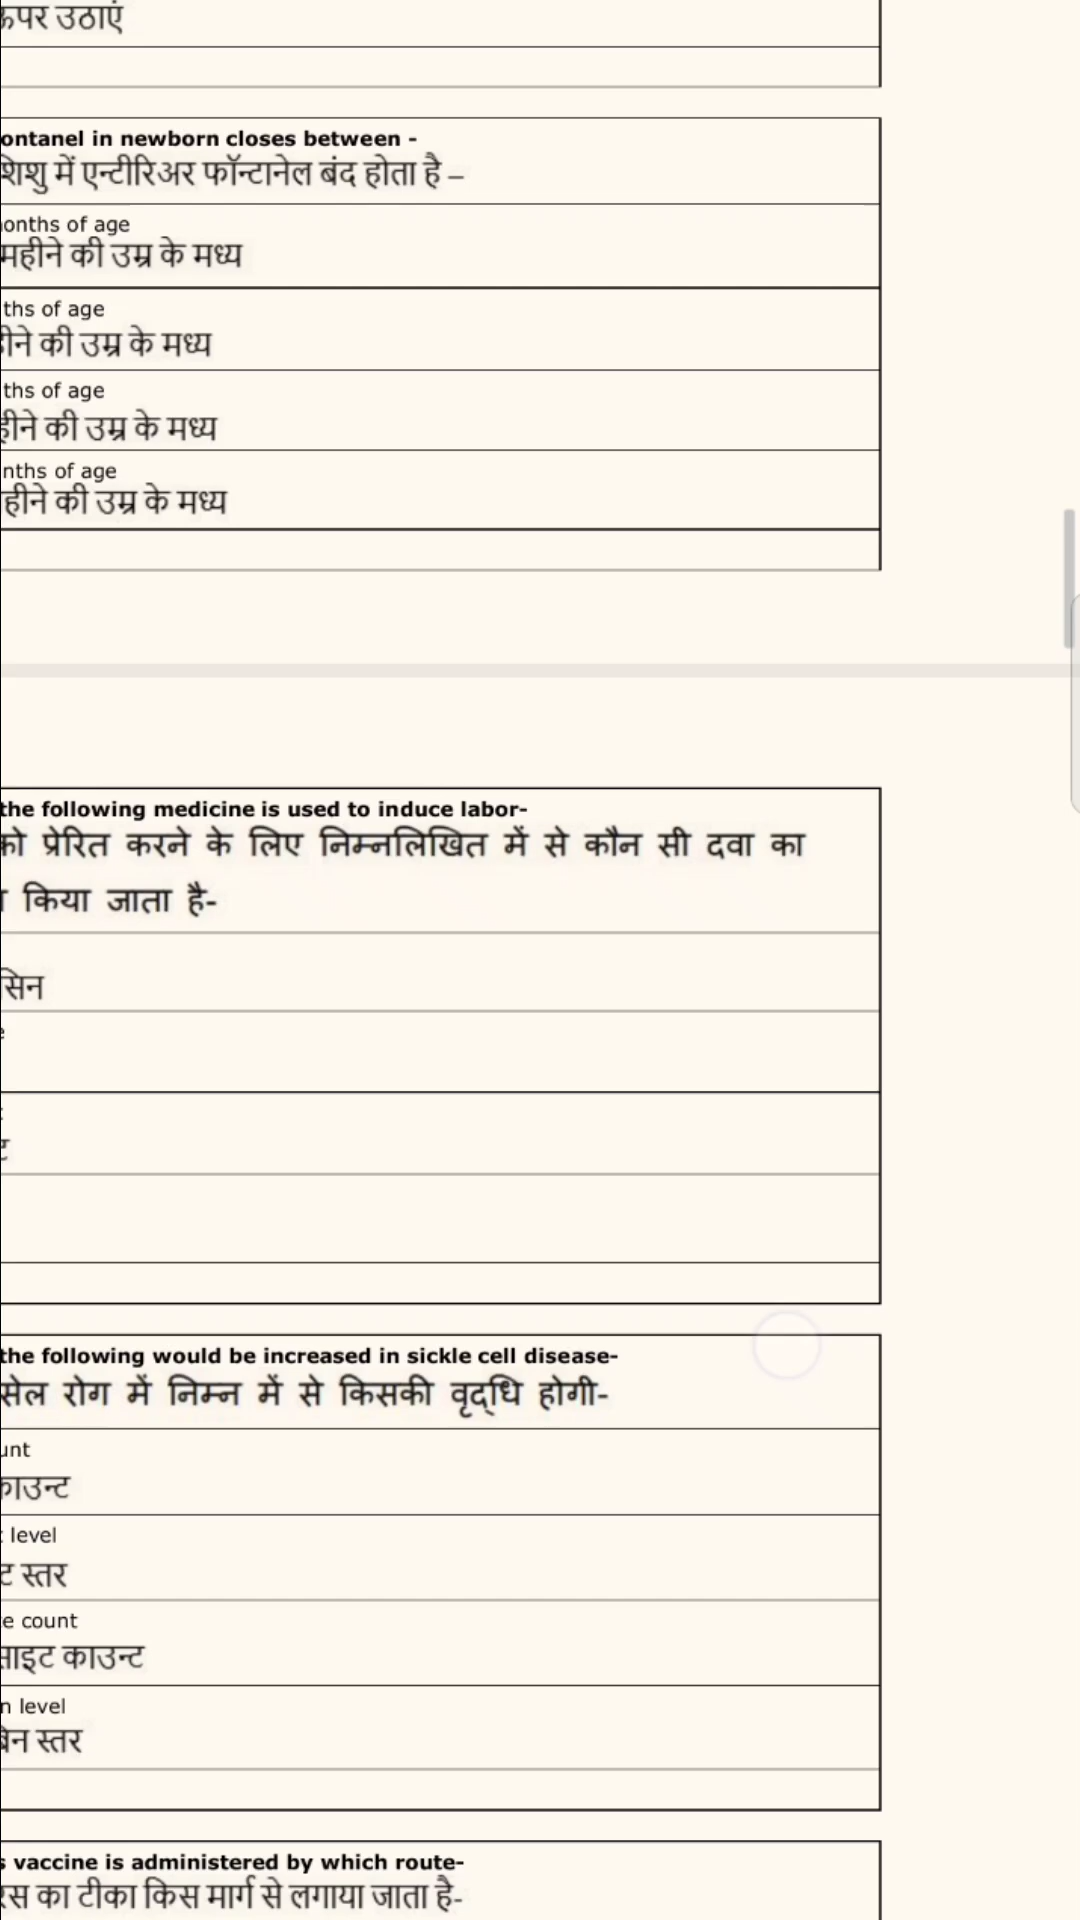 ऊपर उठाएं
ontanel in newborn closes between -
शिशु में एन्टीरिअर फॉन्टानेल बंद होता है –
onths of age
महीने की उम्र के मध्य
ths of age
ीने की उम्र के मध्य
ths of age
हीने की उम्र के मध्य
nths of age
हीने की उम्र के मध्य
the following medicine is used to induce labor-
को प्रेरित करने के लिए निम्नलिखित में से कौन सी दवा का
किया जाता है-
सिन
e
ट
the following would be increased in sickle cell disease-
सेल रोग में निम्न में से किसकी वृद्धि होगी-
unt
काउन्ट
level
ट स्तर
e count
साइट काउन्ट
n level
बिन स्तर
s vaccine is administered by which route-
रस का टीका किस मार्ग से लगाया जाता है-